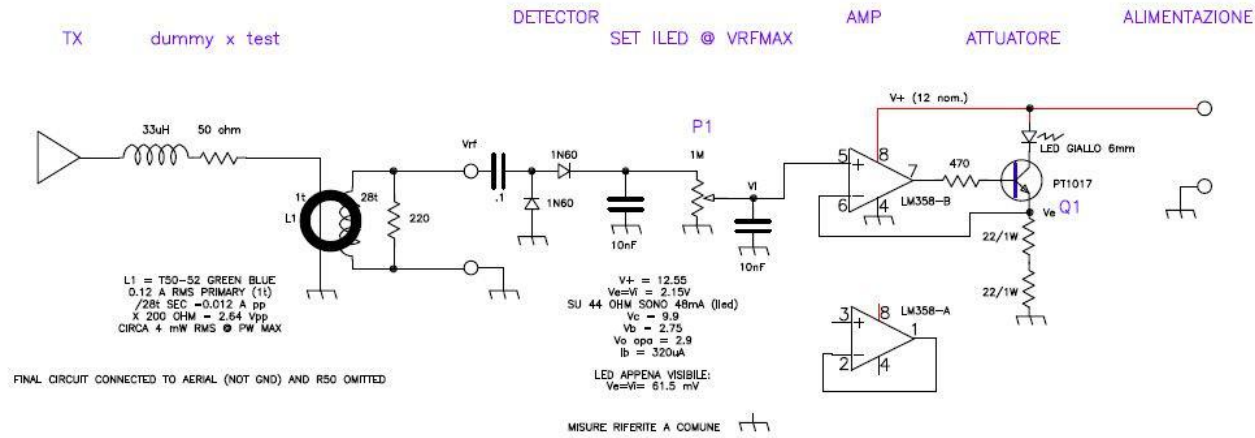 TX
dummy x test
DETECTOR
SET ILED @ VRFMAX
AMP
ATTUATORE
ALIMENTAZIONE
33uH
50 ohm
Vrf
.1
1N60
1N60
10nF
P1
1M
Vi
10nF
V+ (12 nom.)
5
+
6
−
8
7
4
LM358-B
470
LED GIALLO 6mm
PT1017
Q1
Ve
22/1W
22/1W
1t
28t
L1
220
L1 = T50-52 GREEN BLUE
0.12 A RMS PRIMARY (1t)
/28t SEC =0.012 A pp
X 200 OHM = 2.64 Vpp
CIRCA 4 mW RMS @ PW MAX
FINAL CIRCUIT CONNECTED TO AERIAL (NOT GND) AND R50 OMITTED
V+ = 12.55
Ve=Vi = 2.15V
SU 44 OHM SONO 48mA (Iled)
Vc = 9.9
Vb = 2.75
Vo opa = 2.9
Ib = 320uA
LED APPENA VISIBILE:
Ve=Vi= 61.5 mV
MISURE RIFERITE A COMUNE
3
+
2
−
8
LM358-A
1
4